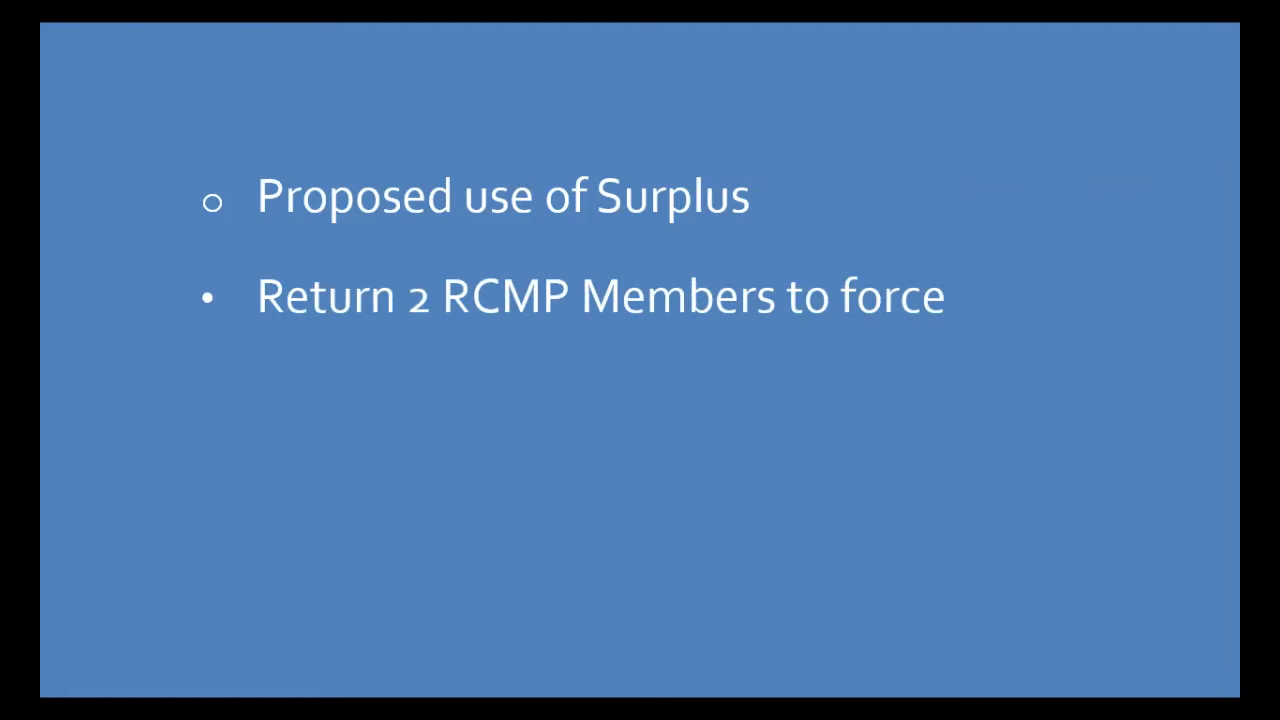 ○ Proposed use of Surplus
• Return 2 RCMP Members to force